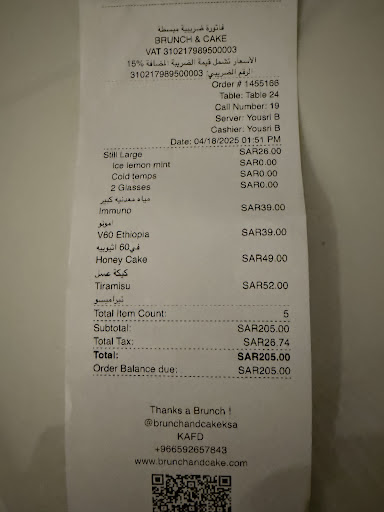 فاتورة ضريبية مبسطة
BRUNCH & CAKE
VAT 310217989500003
الأسعار تشمل قيمة الضريبة المضافة 15%
الرقم الضريبي: 310217989500003
Order # 1455166
Table: Table 24
Call Number: 19
Server: Yousri B
Cashier: Yousri B
Date: 04/18/2025 01:51 PM
Still Large SAR26.00
Ice lemon mint SAR0.00
Cold temps SAR0.00
2 Glasses SAR0.00
مياه معدنيه كبير
Immuno SAR39.00
امونو
V60 Ethiopia SAR39.00
في60 اثيوبيه
Honey Cake SAR49.00
كيكة عسل
Tiramisu SAR52.00
تيراميسو
Total Item Count: 5
Subtotal: SAR205.00
Total Tax: SAR26.74
Total: SAR205.00
Order Balance due: SAR205.00
Thanks a Brunch !
@brunchandcakeksa
KAFD
+966592657843
www.brunchandcake.com